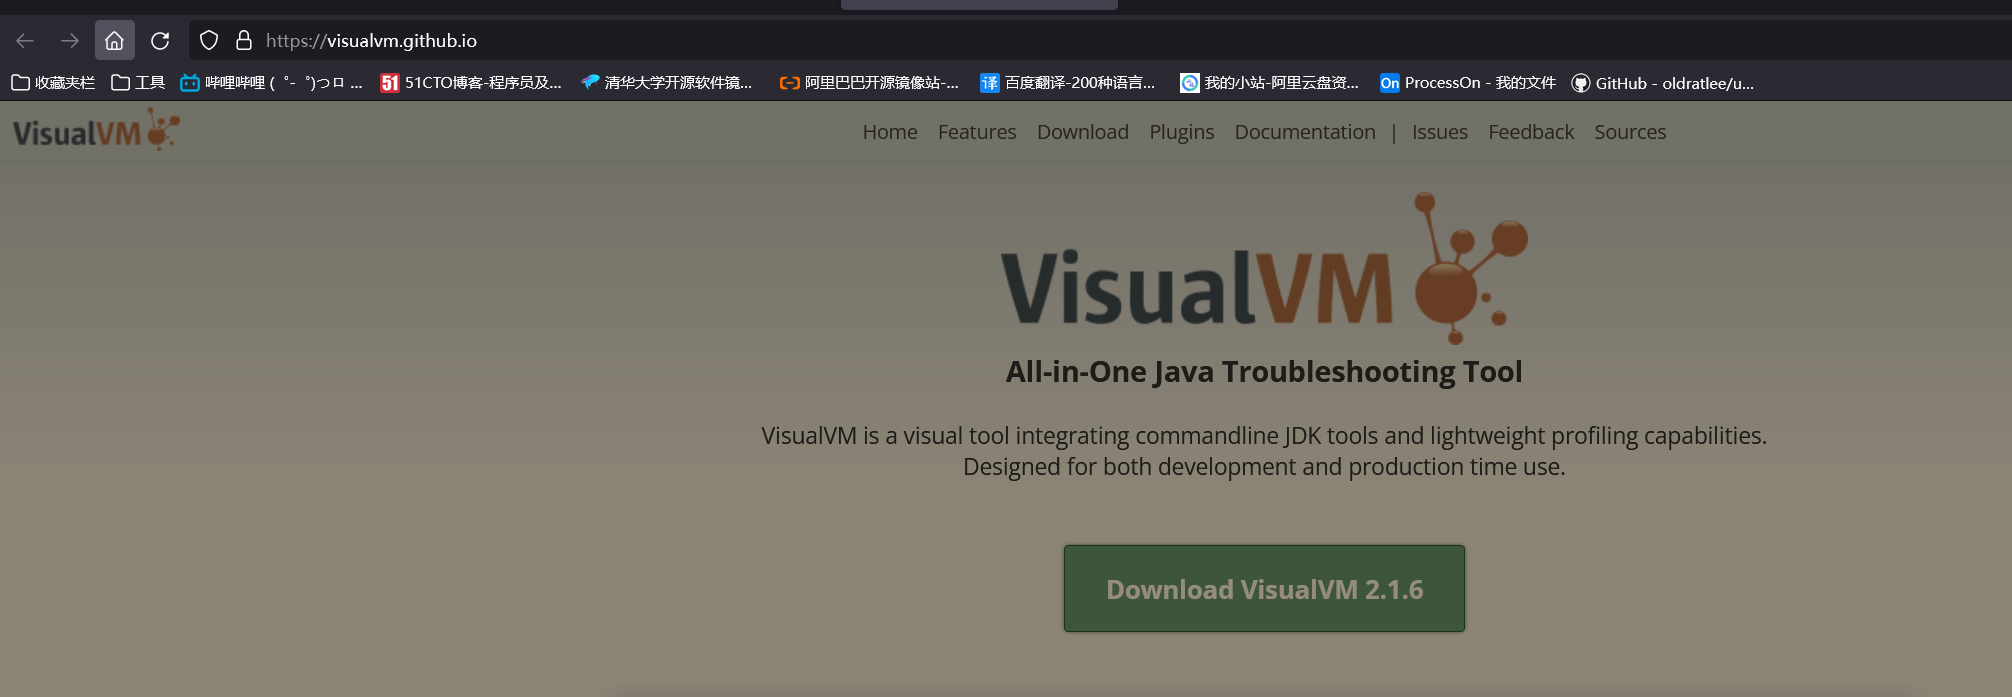 https://visualvm.github.io
收藏夹栏 工具 哔哩哔哩 ( ゜- ゜)つロ ... 51 51CTO博客-程序员及... 清华大学开源软件镜... 阿里巴巴开源镜像站-... 译 百度翻译-200种语言... 我的小站-阿里云盘资... On ProcessOn - 我的文件 GitHub - oldratlee/u...
VisualVM Home Features Download Plugins Documentation | Issues Feedback Sources
VisualVM
All-in-One Java Troubleshooting Tool
VisualVM is a visual tool integrating commandline JDK tools and lightweight profiling capabilities.
Designed for both development and production time use.
Download VisualVM 2.1.6